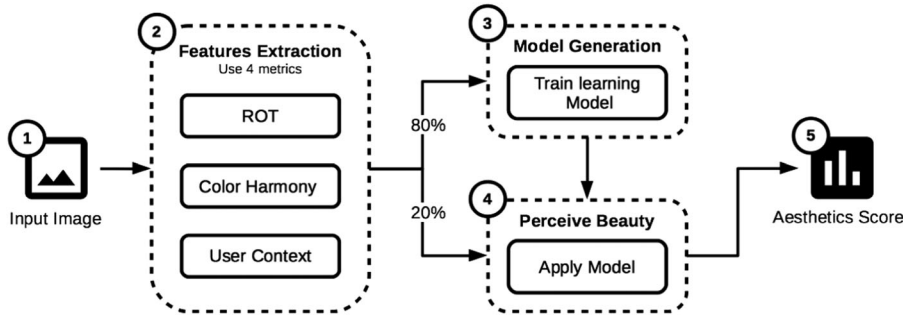 1
Input Image
2
Features Extraction
Use 4 metrics
ROT
Color Harmony
User Context
80%
20%
3
Model Generation
Train learning
Model
4
Perceive Beauty
Apply Model
5
Aesthetics Score